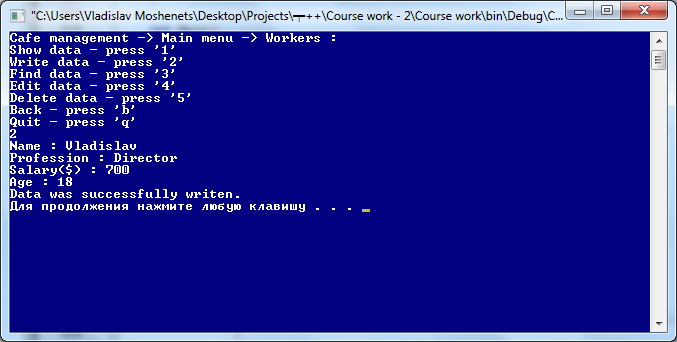 "C:\Users\Vladislav Moshenets\Desktop\Projects\┬++\Course work - 2\Course work\bin\Debug\C...
Cafe management -> Main menu -> Workers :
Show data - press '1'
Write data - press '2'
Find data - press '3'
Edit data - press '4'
Delete data - press '5'
Back - press 'b'
Quit - press 'q'
2
Name : Vladislav
Profession : Director
Salary($) : 700
Age : 18
Data was successfully writen.
Для продолжения нажмите любую клавишу . . .